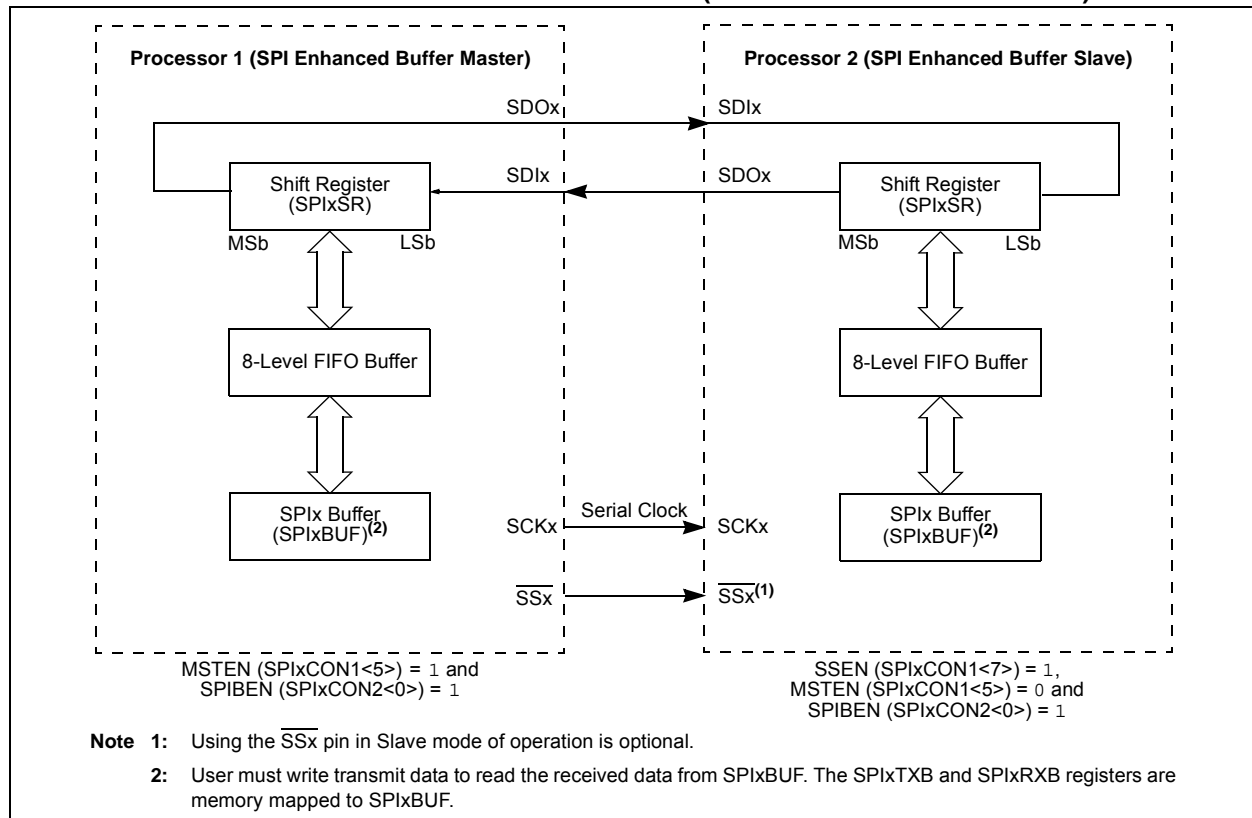 Processor 1 (SPI Enhanced Buffer Master)
Processor 2 (SPI Enhanced Buffer Slave)
SDOx
SDIx
SDIx
SDOx
Shift Register
(SPIxSR)
MSb
LSb
Shift Register
(SPIxSR)
MSb
LSb
8-Level FIFO Buffer
8-Level FIFO Buffer
SPIx Buffer
(SPIxBUF)(2)
SPIx Buffer
(SPIxBUF)(2)
Serial Clock
SCKx
SCKx
SSx
SSx(1)
MSTEN (SPIxCON1<5>) = 1 and
SPIBEN (SPIxCON2<0>) = 1
SSEN (SPIxCON1<7>) = 1,
MSTEN (SPIxCON1<5>) = 0 and
SPIBEN (SPIxCON2<0>) = 1
Note 1: Using the SSx pin in Slave mode of operation is optional.
2: User must write transmit data to read the received data from SPIxBUF. The SPIxTXB and SPIxRXB registers are
memory mapped to SPIxBUF.